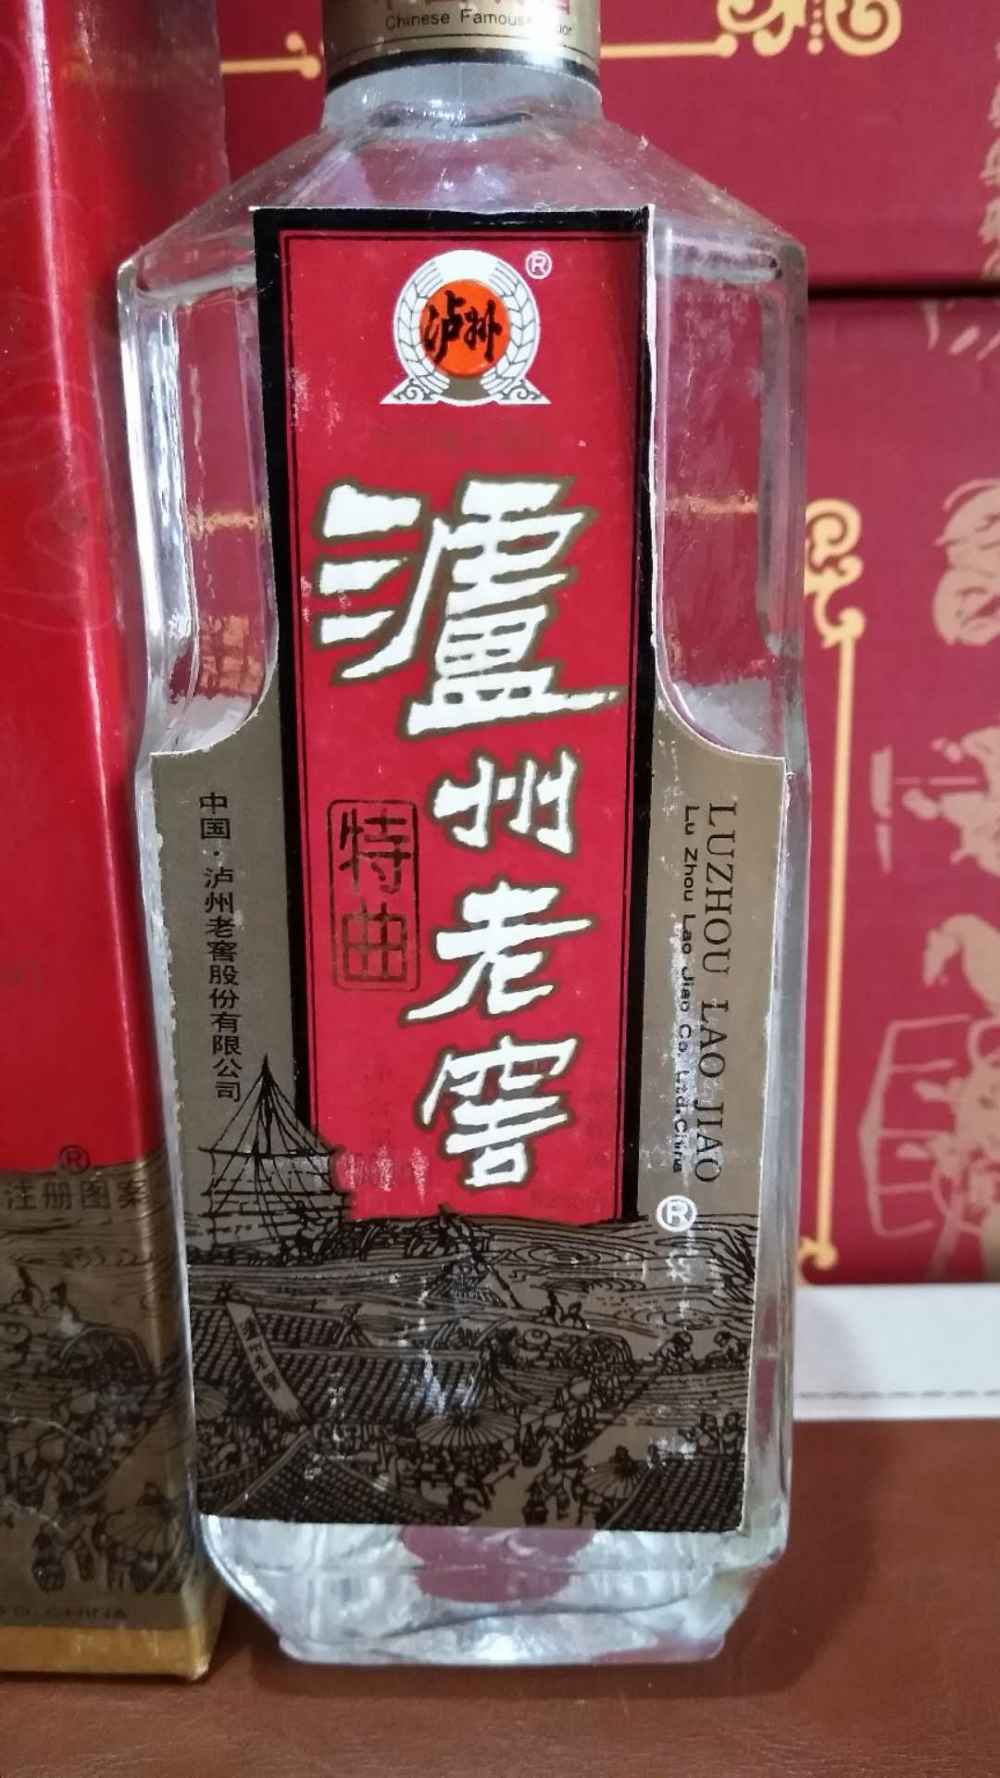 Chinese Famous
泸州
®
瀘州老窖
特曲
中国·泸州老窖股份有限公司
LUZHOU LAO JIAO
Lu Zhou Lao Jiao Co. Ltd. China
®
®
注册图案
CHINA